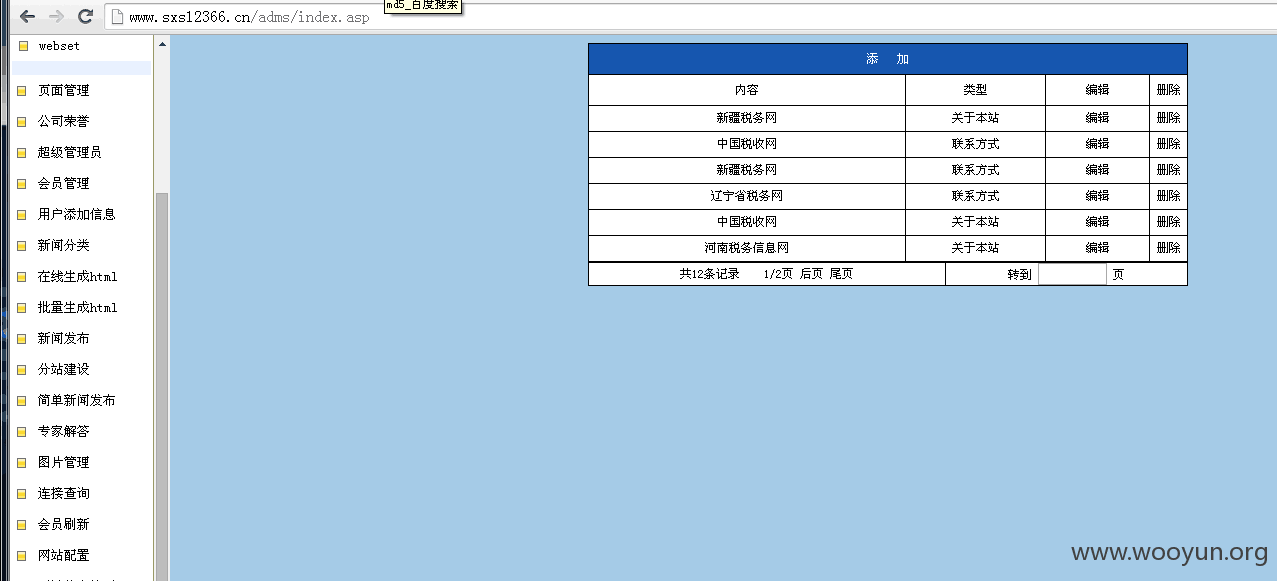 md5_百度搜索
www.sxs12366.cn/adms/index.asp
webset
页面管理
公司荣誉
超级管理员
会员管理
用户添加信息
新闻分类
在线生成html
批量生成html
新闻发布
分站建设
简单新闻发布
专家解答
图片管理
连接查询
会员刷新
网站配置
添 加
内容 类型 编辑 删除
新疆税务网 关于本站 编辑 删除
中国税收网 联系方式 编辑 删除
新疆税务网 联系方式 编辑 删除
辽宁省税务网 联系方式 编辑 删除
中国税收网 关于本站 编辑 删除
河南税务信息网 关于本站 编辑 删除
共12条记录 1/2页 后页 尾页 转到 页
www.wooyun.org